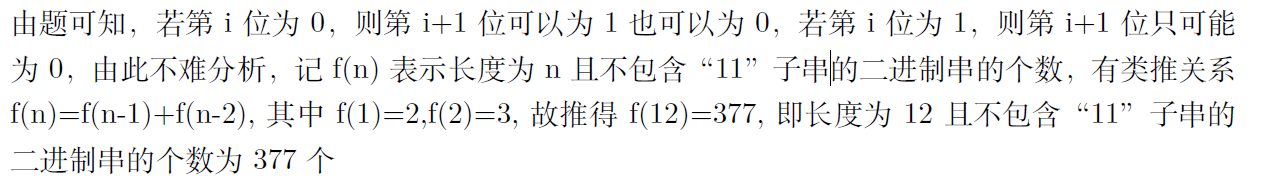 由题可知，若第 i 位为 0，则第 i+1 位可以为 1 也可以为 0，若第 i 位为 1，则第 i+1 位只可能
为 0，由此不难分析，记 f(n) 表示长度为 n 且不包含“11”子串的二进制串的个数，有类推关系
f(n)=f(n-1)+f(n-2), 其中 f(1)=2,f(2)=3, 故推得 f(12)=377, 即长度为 12 且不包含“11”子串的
二进制串的个数为 377 个